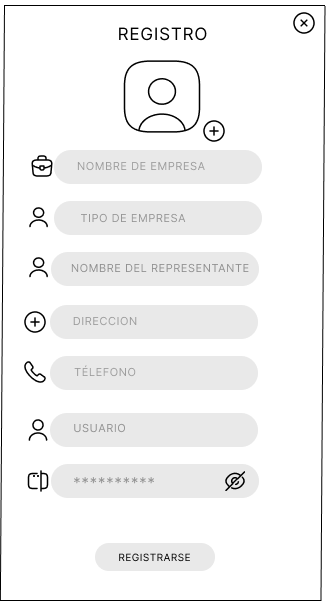 REGISTRO
NOMBRE DE EMPRESA
TIPO DE EMPRESA
NOMBRE DEL REPRESENTANTE
DIRECCION
TÉLEFONO
USUARIO
**********
REGISTRARSE